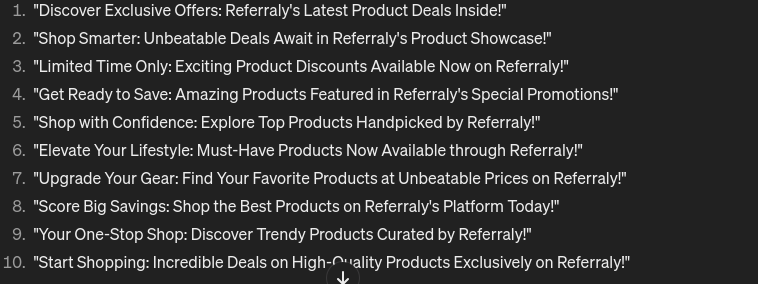 1. "Discover Exclusive Offers: Referraly's Latest Product Deals Inside!"
2. "Shop Smarter: Unbeatable Deals Await in Referraly's Product Showcase!"
3. "Limited Time Only: Exciting Product Discounts Available Now on Referraly!"
4. "Get Ready to Save: Amazing Products Featured in Referraly's Special Promotions!"
5. "Shop with Confidence: Explore Top Products Handpicked by Referraly!"
6. "Elevate Your Lifestyle: Must-Have Products Now Available through Referraly!"
7. "Upgrade Your Gear: Find Your Favorite Products at Unbeatable Prices on Referraly!"
8. "Score Big Savings: Shop the Best Products on Referraly's Platform Today!"
9. "Your One-Stop Shop: Discover Trendy Products Curated by Referraly!"
10. "Start Shopping: Incredible Deals on High-Quality Products Exclusively on Referraly!"